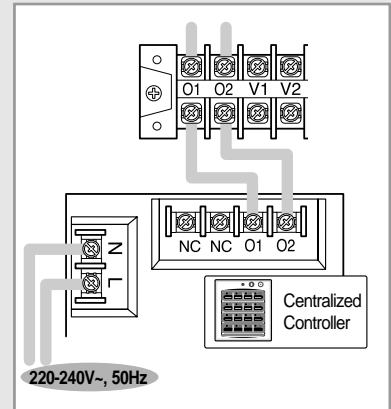 O1 O2 V1 V2
NC NC O1 O2
N
L
Centralized
Controller
220-240V~, 50Hz